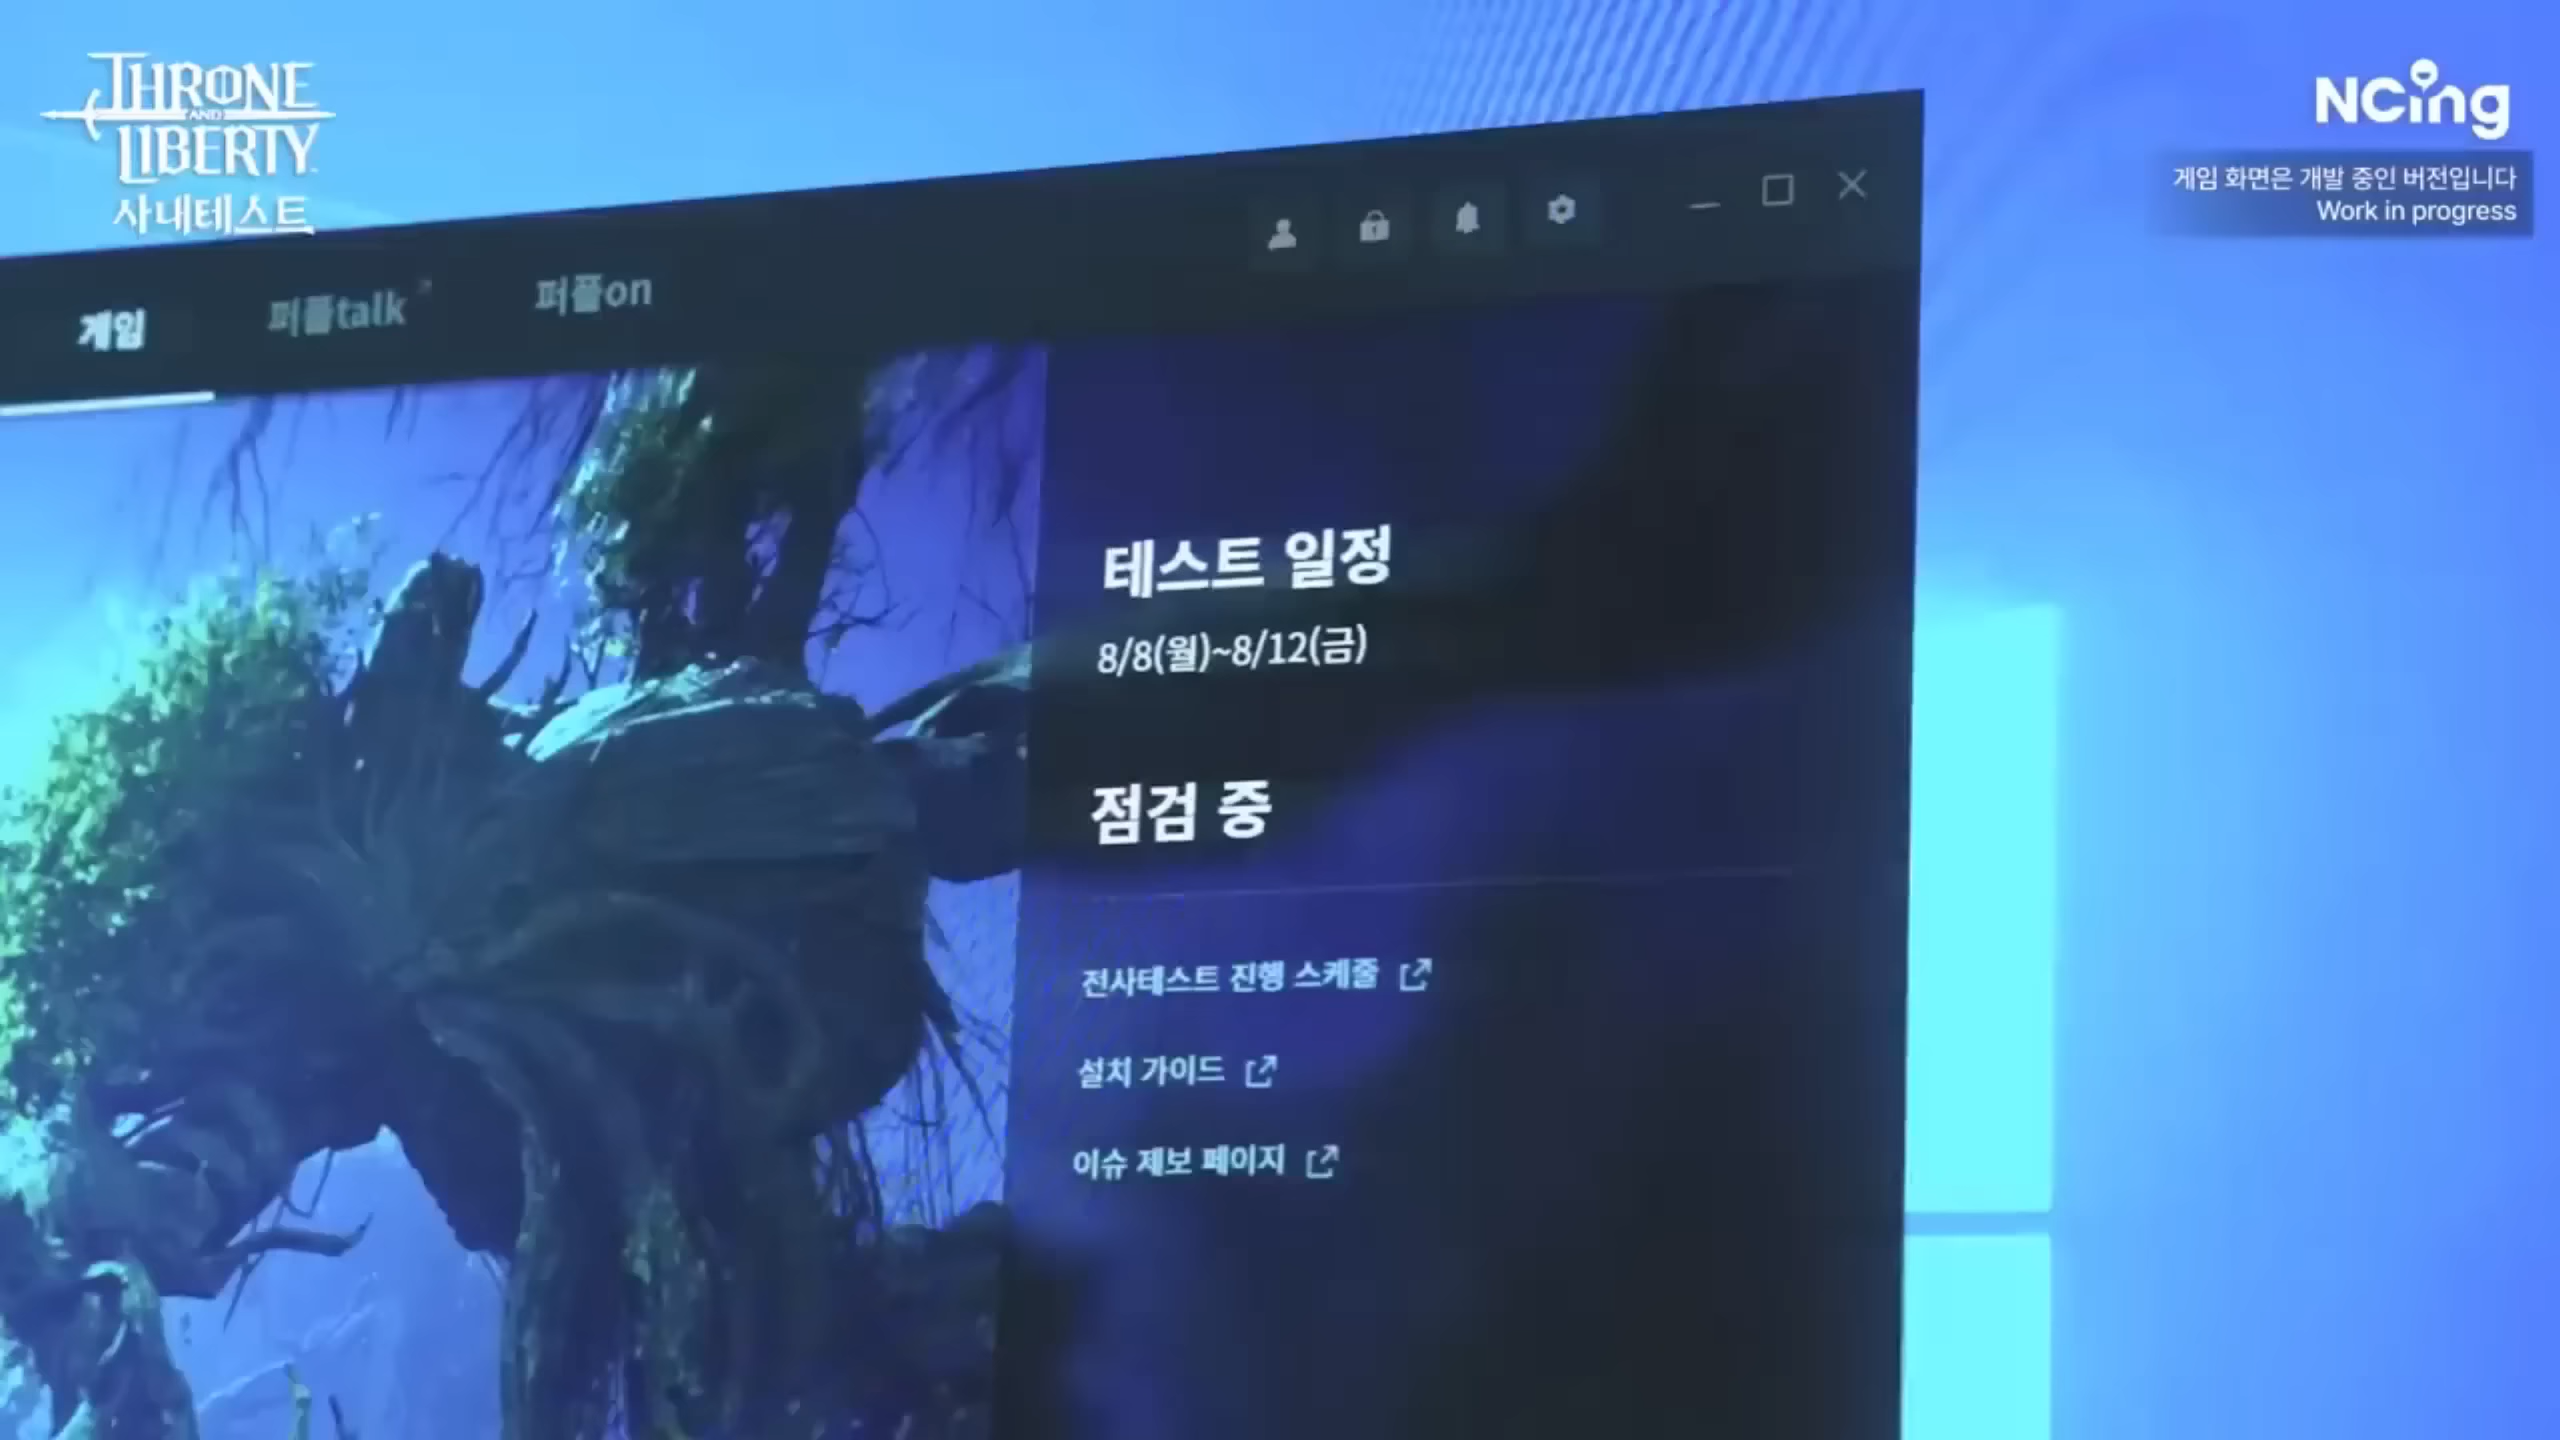 THRONE
AND
LIBERTY
사내테스트
NCing
게임 화면은 개발 중인 버전입니다
Work in progress
게임
퍼플talk
퍼플on
테스트 일정
8/8(월)~8/12(금)
점검 중
전사테스트 진행 스케줄
설치 가이드
이슈 제보 페이지